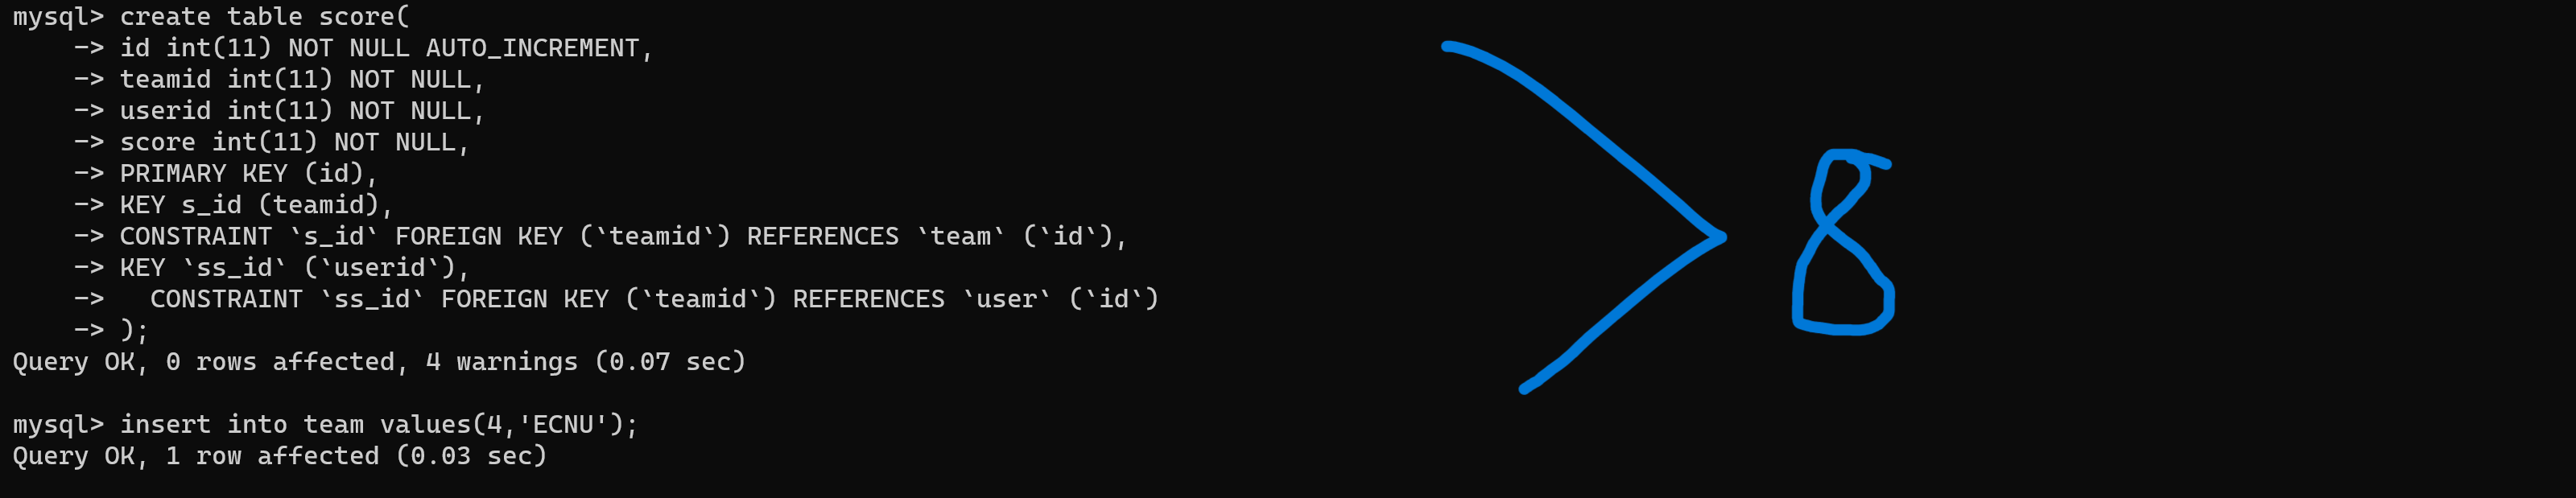 mysql> create table score(
    -> id int(11) NOT NULL AUTO_INCREMENT,
    -> teamid int(11) NOT NULL,
    -> userid int(11) NOT NULL,
    -> score int(11) NOT NULL,
    -> PRIMARY KEY (id),
    -> KEY s_id (teamid),
    -> CONSTRAINT `s_id` FOREIGN KEY (`teamid`) REFERENCES `team` (`id`),
    -> KEY `ss_id` (`userid`),
    ->   CONSTRAINT `ss_id` FOREIGN KEY (`teamid`) REFERENCES `user` (`id`)
    -> );
Query OK, 0 rows affected, 4 warnings (0.07 sec)

mysql> insert into team values(4,'ECNU');
Query OK, 1 row affected (0.03 sec)
8